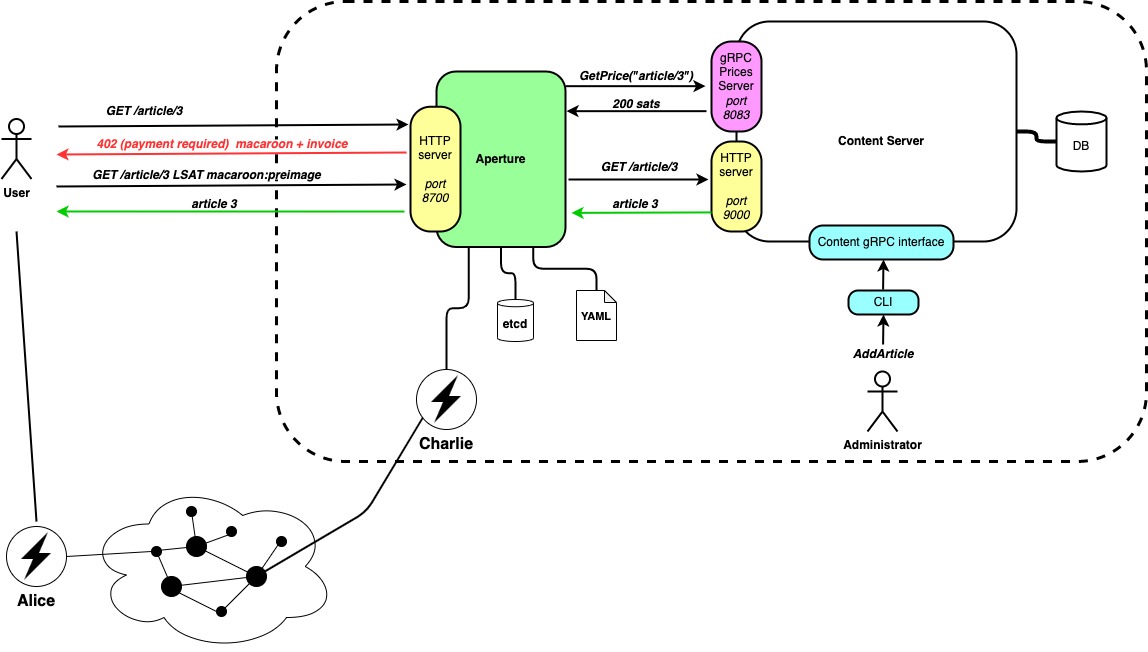 GET /article/3
402 (payment required)  macaroon + invoice
GET /article/3 LSAT macaroon:preimage
article 3
User
HTTP
server
port
8700
Aperture
GetPrice("article/3")
200 sats
GET /article/3
article 3
gRPC
Prices
Server
port
8083
HTTP
server
port
9000
Content Server
DB
Content gRPC interface
CLI
AddArticle
Administrator
etcd
YAML
Charlie
Alice